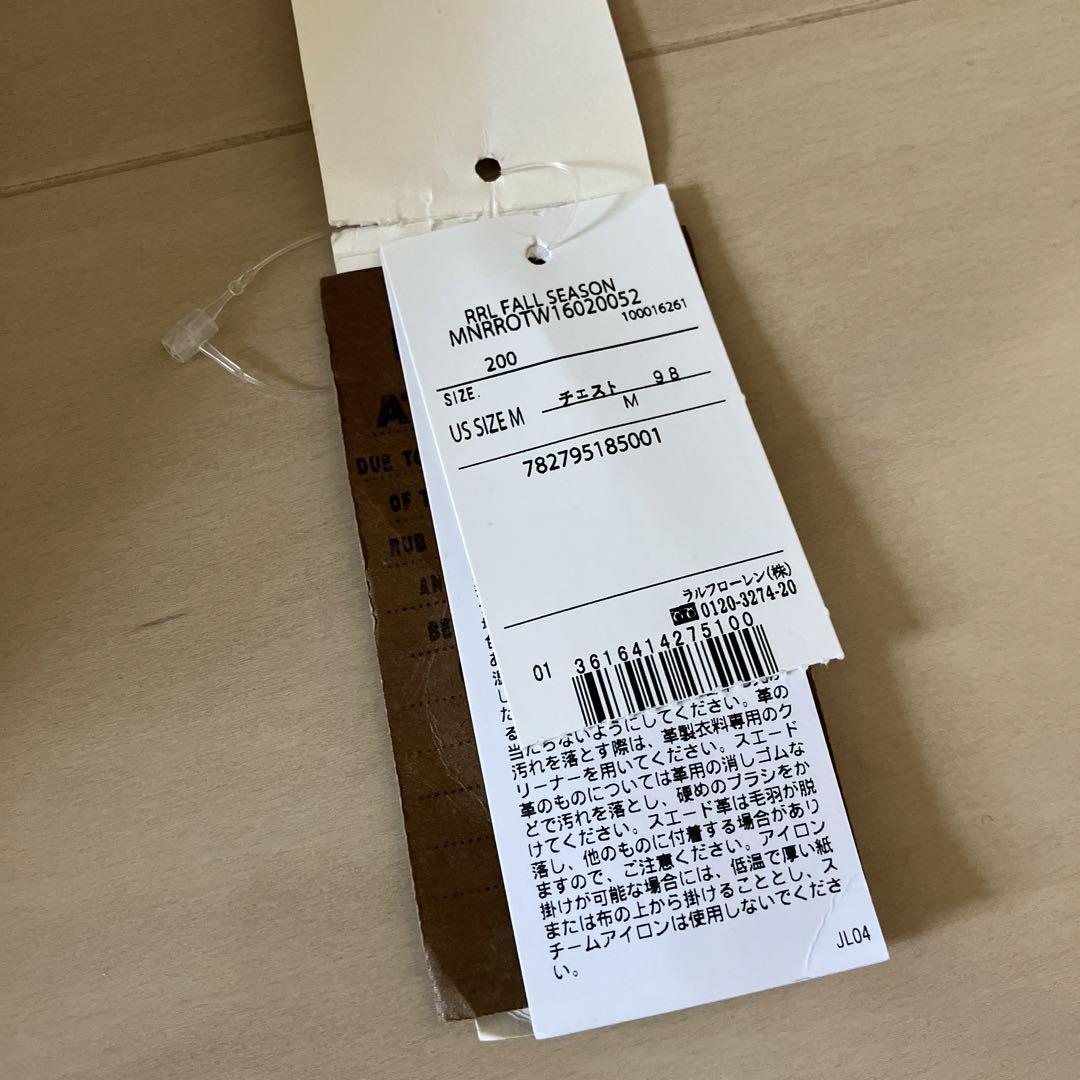 RRL FALL SEASON
MNRROTW16020052
100016261
200
SIZE.
チェスト 98
US SIZE M
M
782795185001
ラルフローレン(株)
0120-3274-20
01 3616414275100
DUE TO
OF
RUB
BE
当たらないようにしてください。革の
汚れを落とす際は、革製衣料専用のク
リーナーを用いてください。スエード
革のものについては革用の消しゴムな
どで汚れを落とし、硬めのブラシをか
けてください。スエード革は毛羽が脱
落し、他のものに付着する場合があり
ますので、ご注意ください。アイロン
掛けが可能な場合には、低温で厚い紙
または布の上から掛けることとし、ス
チームアイロンは使用しないでくださ
い。
JL04